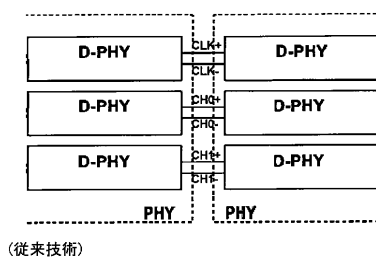 D-PHY CLK+ D-PHY
CLK-
D-PHY CH0+ D-PHY
CH0-
D-PHY CH1+ D-PHY
CH1-
PHY PHY
(従来技術)